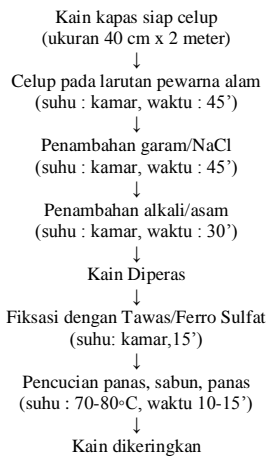 Kain kapas siap celup
(ukuran 40 cm x 2 meter)
↓
Celup pada larutan pewarna alam
(suhu : kamar, waktu : 45’)
↓
Penambahan garam/NaCl
(suhu : kamar, waktu : 45’)
↓
Penambahan alkali/asam
(suhu : kamar, waktu : 30’)
↓
Kain Diperas
↓
Fiksasi dengan Tawas/Ferro Sulfat
(suhu: kamar,15’)
↓
Pencucian panas, sabun, panas
(suhu : 70-80◦C, waktu 10-15’)
↓
Kain dikeringkan